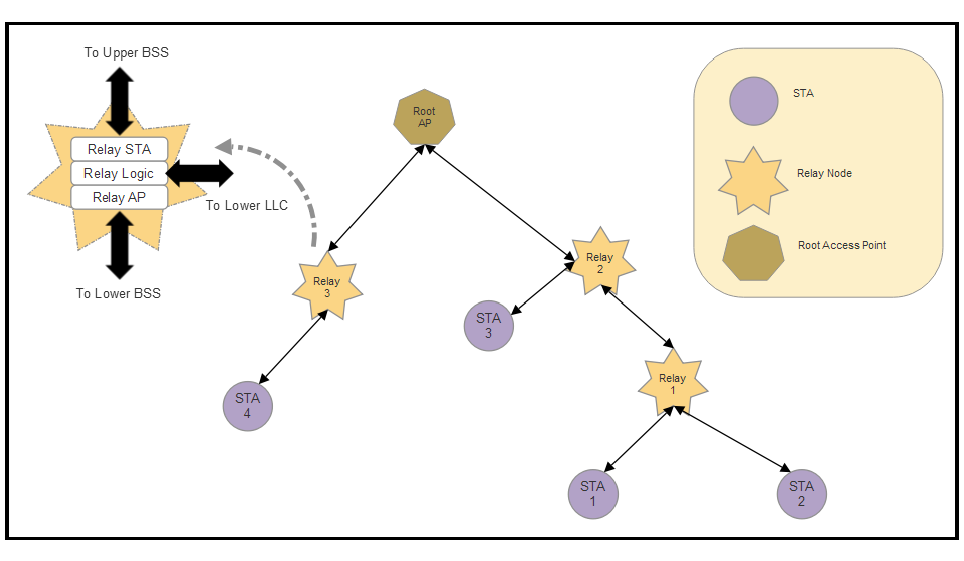 To Upper BSS
Relay STA
Relay Logic
Relay AP
To Lower LLC
To Lower BSS
Root
AP
Relay
3
Relay
2
STA
3
STA
4
Relay
1
STA
1
STA
2
STA
Relay Node
Root Access Point